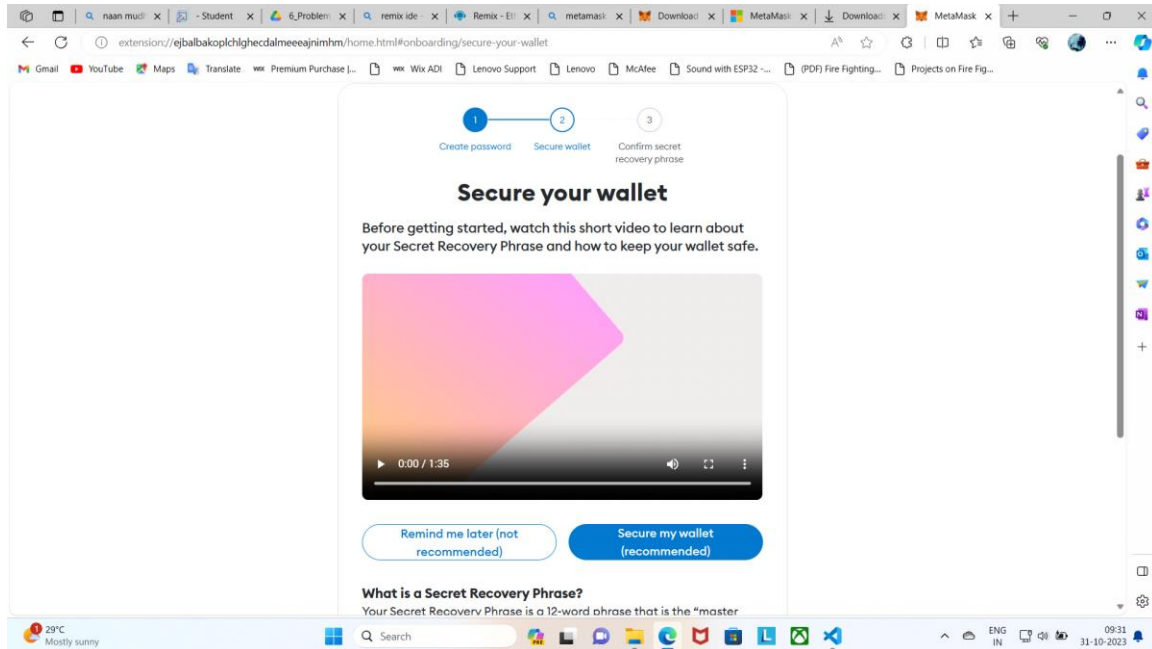 naan mudl
- Student
6_Problem
remix ide -
Remix - Eth
metamask
Download
MetaMask
Download
MetaMask
extension://ejbalbakoplchlghecdalmeeeajnimhm/home.html#onboarding/secure-your-wallet
Gmail YouTube Maps Translate Premium Purchase |... Wix ADI Lenovo Support Lenovo McAfee Sound with ESP32 -... (PDF) Fire Fighting... Projects on Fire Fig...
1 2 3
Create password Secure wallet Confirm secret
recovery phrase
Secure your wallet
Before getting started, watch this short video to learn about
your Secret Recovery Phrase and how to keep your wallet safe.
0:00 / 1:35
Remind me later (not
recommended)
Secure my wallet
(recommended)
What is a Secret Recovery Phrase?
Your Secret Recovery Phrase is a 12-word phrase that is the “master
29°C
Mostly sunny
Search
ENG
IN
09:31
31-10-2023